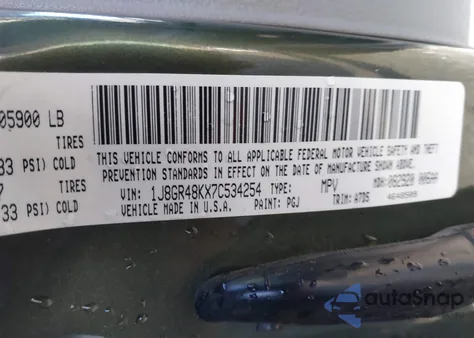 05900 LB
TIRES
33 PSI) COLD
THIS VEHICLE CONFORMS TO ALL APPLICABLE FEDERAL MOTOR VEHICLE SAFETY AND THEFT
PREVENTION STANDARDS IN EFFECT ON THE DATE OF MANUFACTURE SHOWN ABOVE.
7 TIRES
33 PSI) COLD
VIN: 1J8GR48KX7C534254 TYPE: MPV MDH:
VEHICLE MADE IN U.S.A. PAINT: PGJ TRIM:
autoSnap